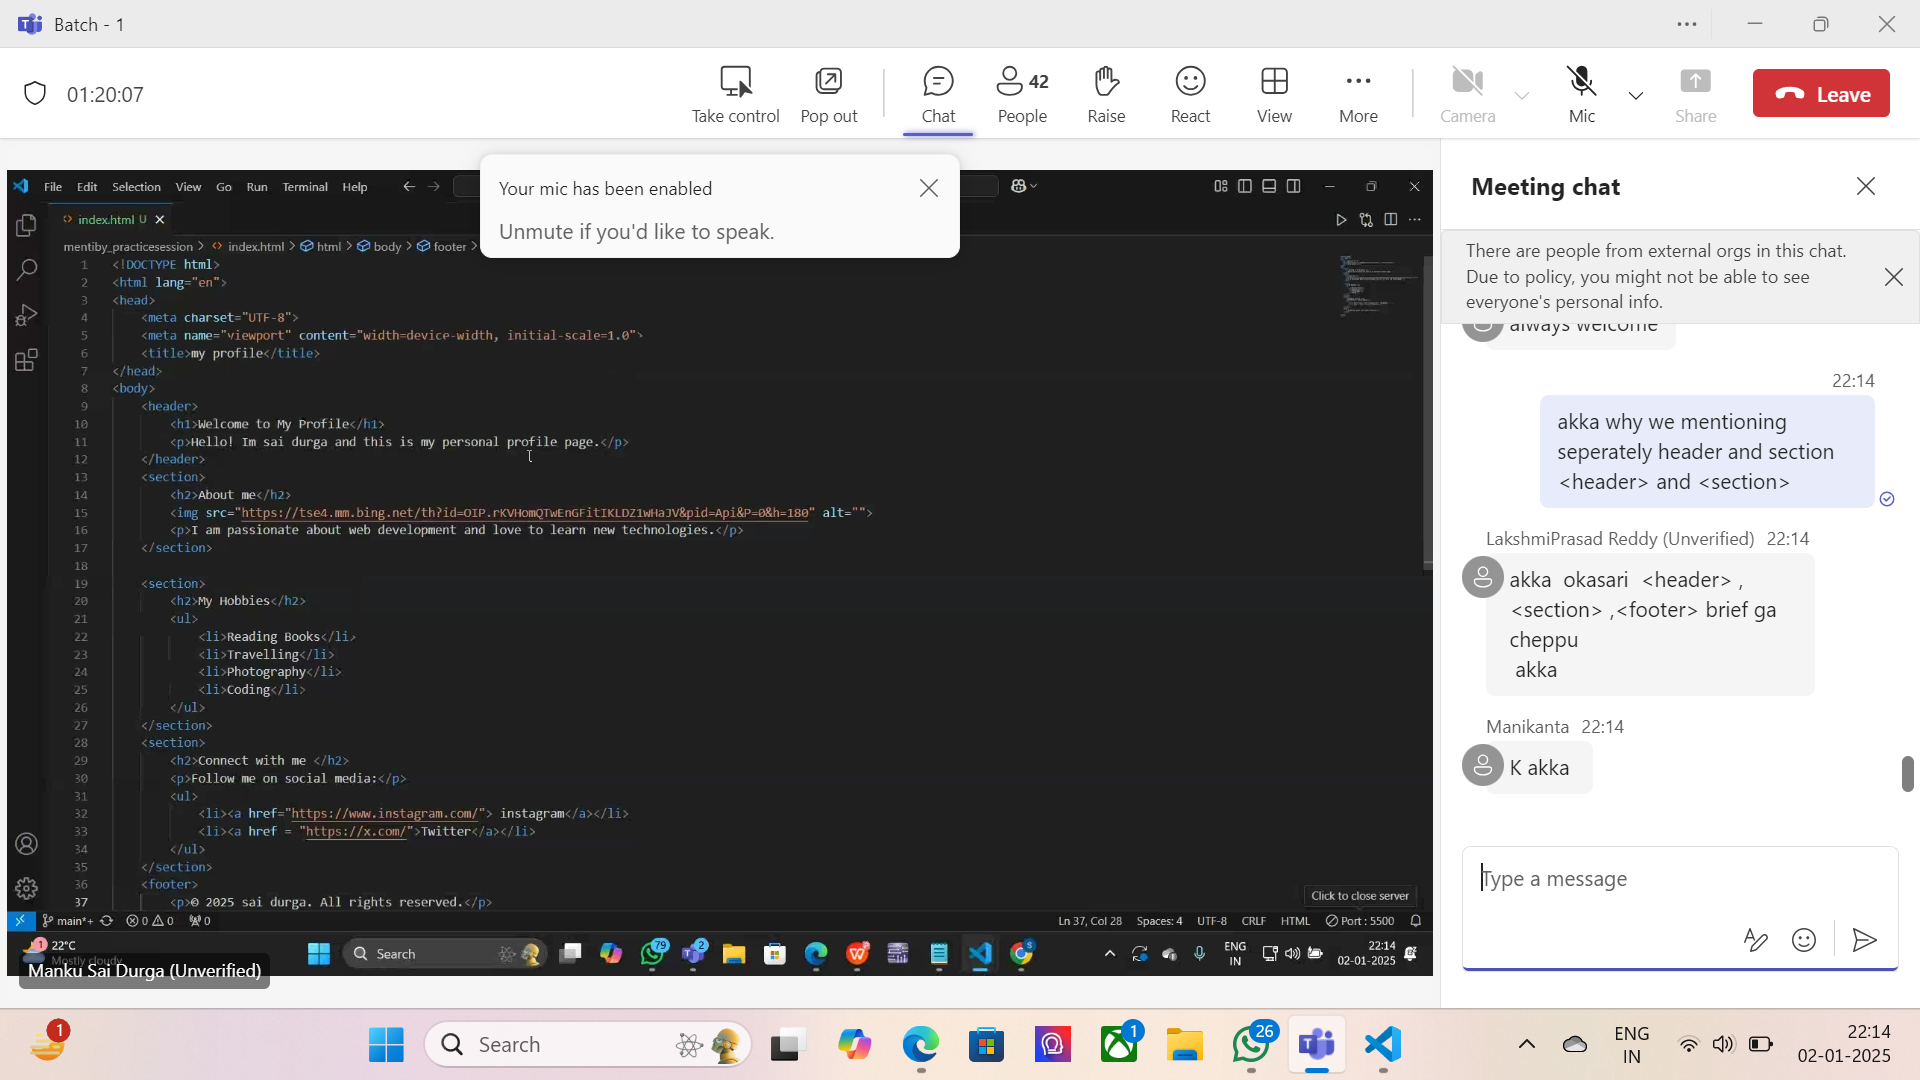 Batch - 1
01:20:07
Take control
Pop out
Chat
42
People
Raise
React
View
More
Camera
Mic
Share
Leave
Your mic has been enabled
Unmute if you'd like to speak.
File Edit Selection View Go Run Terminal Help
index.html U
mentiby_practicesession > index.html > html > body > footer >
1 <!DOCTYPE html>
2 <html lang="en">
3 <head>
4 <meta charset="UTF-8">
5 <meta name="viewport" content="width=device-width, initial-scale=1.0">
6 <title>my profile</title>
7 </head>
8 <body>
9 <header>
10 <h1>Welcome to My Profile</h1>
11 <p>Hello! Im sai durga and this is my personal profile page.</p>
12 </header>
13 <section>
14 <h2>About me</h2>
15 <img src="https://tse4.mm.bing.net/th?id=OIP.rKVHomQTwEnGFitIKLDZ1wHaJV&pid=Api&P=0&h=180" alt="">
16 <p>I am passionate about web development and love to learn new technologies.</p>
17 </section>
18
19 <section>
20 <h2>My Hobbies</h2>
21 <ul>
22 <li>Reading Books</li>
23 <li>Travelling</li>
24 <li>Photography</li>
25 <li>Coding</li>
26 </ul>
27 </section>
28 <section>
29 <h2>Connect with me </h2>
30 <p>Follow me on social media:</p>
31 <ul>
32 <li><a href="https://www.instagram.com/"> instagram</a></li>
33 <li><a href = "https://x.com/">Twitter</a></li>
34 </ul>
35 </section>
36 <footer>
37 <p>© 2025 sai durga. All rights reserved.</p>
Click to close server
main*+ 0 0 0
Ln 37, Col 28 Spaces: 4 UTF-8 CRLF HTML Port : 5500
1
22°C
Mostly cloudy
Search
79
2
ENG
IN
22:14
02-01-2025
Manku Sai Durga (Unverified)
Meeting chat
There are people from external orgs in this chat.
Due to policy, you might not be able to see
everyone's personal info.
always welcome
22:14
akka why we mentioning
seperately header and section
<header> and <section>
LakshmiPrasad Reddy (Unverified) 22:14
akka okasari <header> ,
<section> ,<footer> brief ga
cheppu
akka
Manikanta 22:14
K akka
Type a message
1
Search
1
26
ENG
IN
22:14
02-01-2025